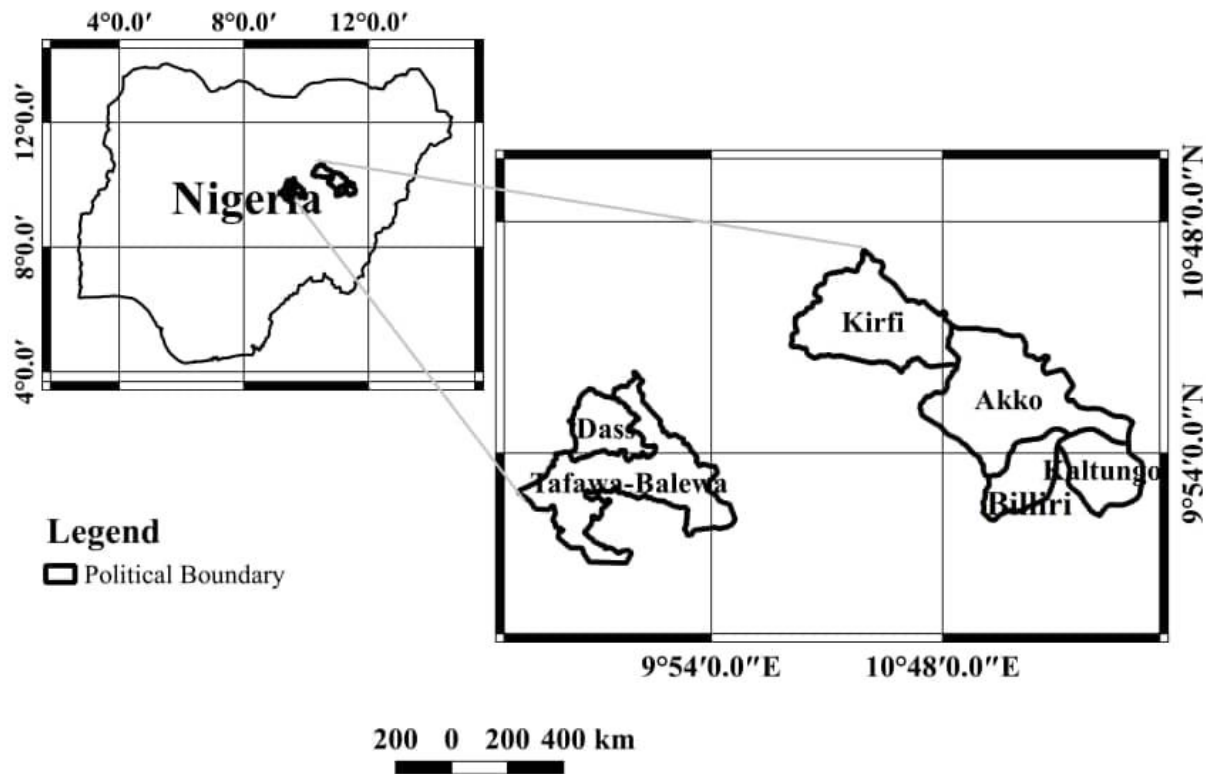 4°0.0′ 8°0.0′ 12°0.0′
12°0.0′
8°0.0′
4°0.0′
Nigeria
10°48′0.0″N
9°54′0.0″N
Kirfi
Akko
Dass
Kaltungo
Tafawa-Balewa
Billiri
Legend
Political Boundary
9°54′0.0″E 10°48′0.0″E
200 0 200 400 km